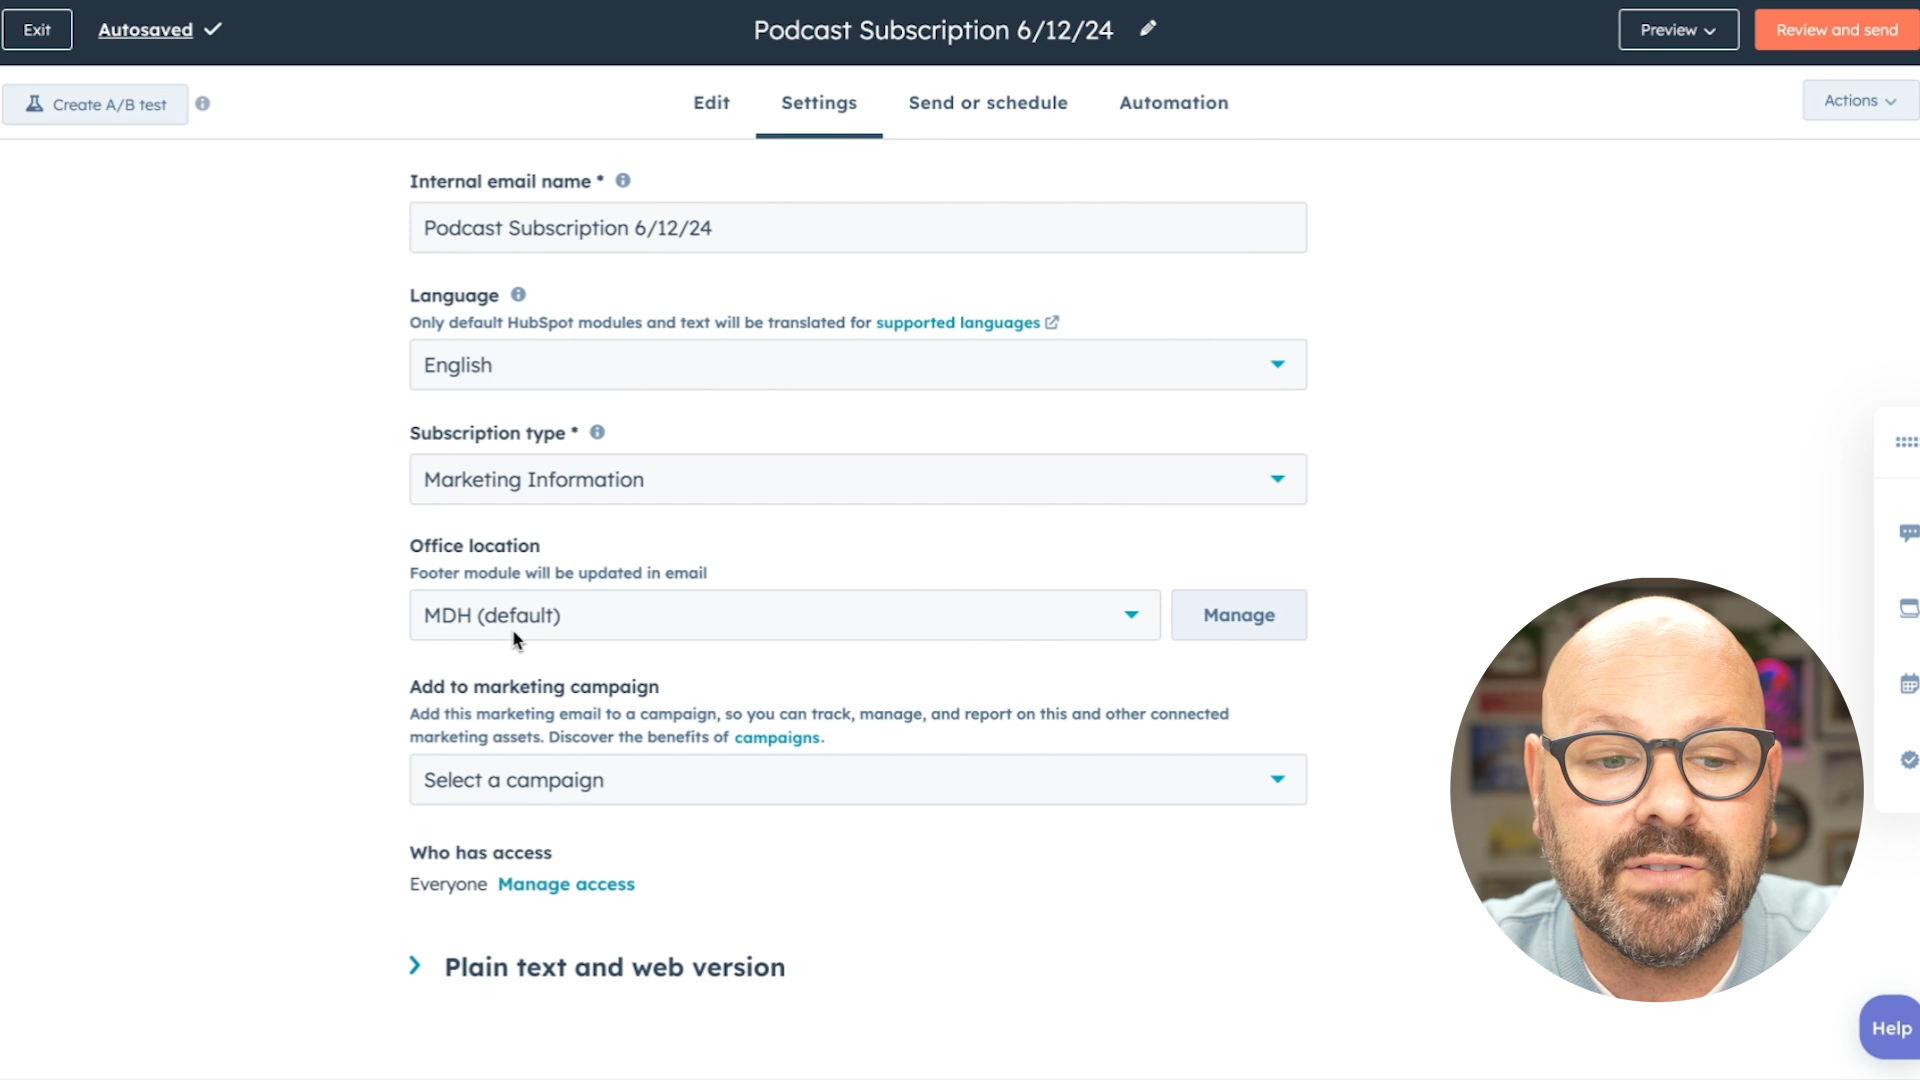 Exit
Autosaved
Podcast Subscription 6/12/24
Preview
Review and send
Create A/B test
Edit
Settings
Send or schedule
Automation
Actions
Internal email name *
Podcast Subscription 6/12/24
Language
Only default HubSpot modules and text will be translated for supported languages
English
Subscription type *
Marketing Information
Office location
Footer module will be updated in email
MDH (default)
Manage
Add to marketing campaign
Add this marketing email to a campaign, so you can track, manage, and report on this and other connected
marketing assets. Discover the benefits of campaigns.
Select a campaign
Who has access
Everyone Manage access
Plain text and web version
Help